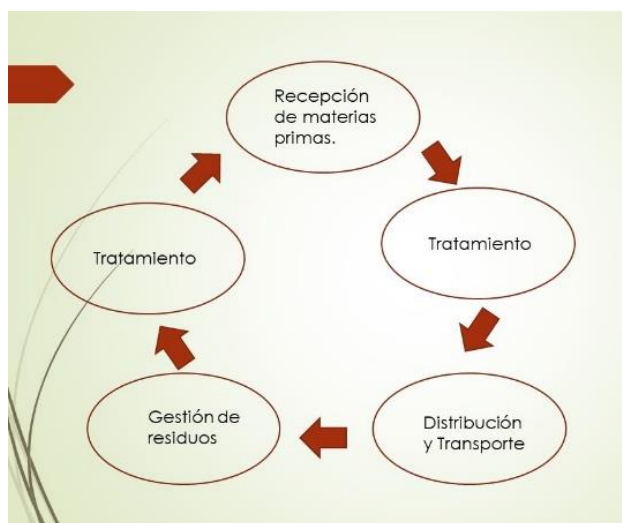 Recepción
de materias
primas.
Tratamiento
Distribución
y Transporte
Gestión de
residuos
Tratamiento